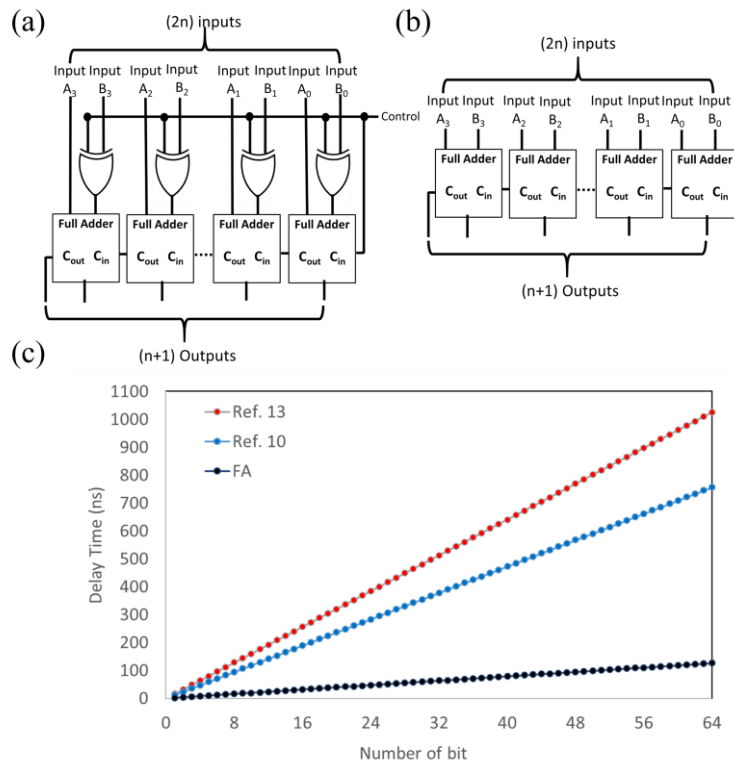 (a)
(2n) inputs
Input Input Input Input Input Input Input Input
A3 B3 A2 B2 A1 B1 A0 B0
Control
Full Adder Full Adder Full Adder Full Adder
Cout Cin Cout Cin Cout Cin Cout Cin
(n+1) Outputs
(b)
(2n) inputs
Input Input Input Input Input Input Input Input
A3 B3 A2 B2 A1 B1 A0 B0
Full Adder Full Adder Full Adder Full Adder
Cout Cin Cout Cin Cout Cin Cout Cin
(n+1) Outputs
(c)
1100
1000
900
800
700
600
500
400
300
200
100
0
Delay Time (ns)
Ref. 13
Ref. 10
FA
0 8 16 24 32 40 48 56 64
Number of bit